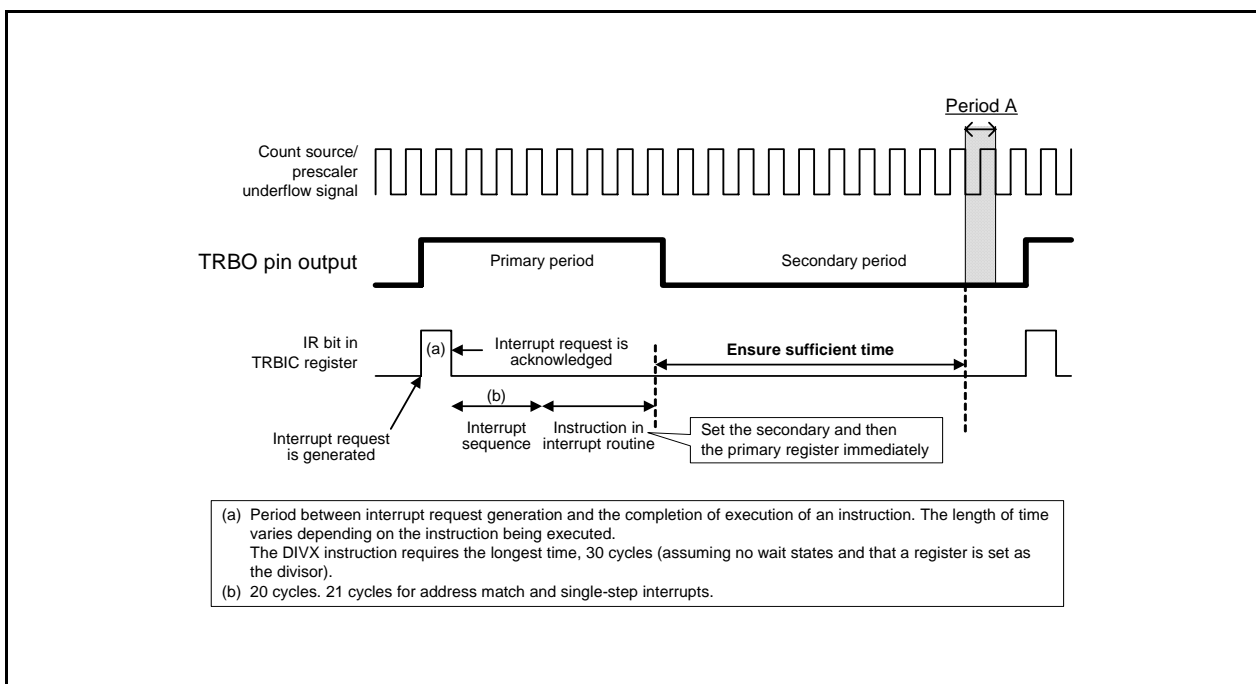 Period A
Count source/
prescaler
underflow signal
TRBO pin output
Primary period
Secondary period
IR bit in
TRBIC register
(a)
Interrupt request is
acknowledged
Ensure sufficient time
(b)
Interrupt request
is generated
Interrupt
sequence
Instruction in
interrupt routine
Set the secondary and then
the primary register immediately
(a) Period between interrupt request generation and the completion of execution of an instruction. The length of time
varies depending on the instruction being executed.
The DIVX instruction requires the longest time, 30 cycles (assuming no wait states and that a register is set as
the divisor).
(b) 20 cycles. 21 cycles for address match and single-step interrupts.